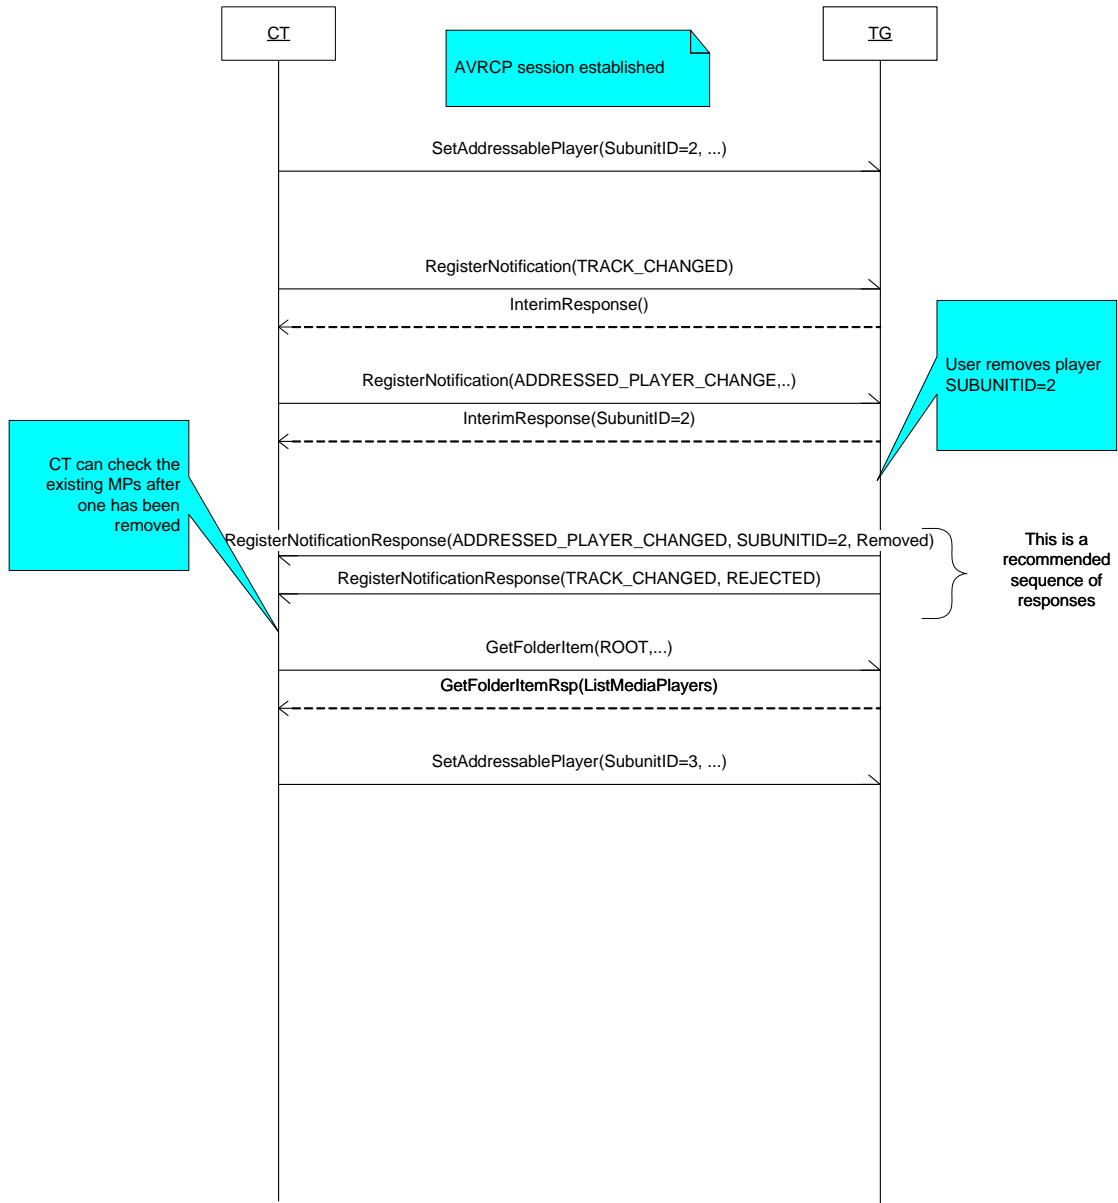 CT
TG
AVRCP session established
SetAddressablePlayer(SubunitID=2, ...)
RegisterNotification(TRACK_CHANGED)
InterimResponse()
User removes player
SUBUNITID=2
RegisterNotification(ADDRESSED_PLAYER_CHANGE,..)
InterimResponse(SubunitID=2)
CT can check the
existing MPs after
one has been
removed
RegisterNotificationResponse(ADDRESSED_PLAYER_CHANGED, SUBUNITID=2, Removed)
RegisterNotificationResponse(TRACK_CHANGED, REJECTED)
This is a
recommended
sequence of
responses
GetFolderItem(ROOT,...)
GetFolderItemRsp(ListMediaPlayers)
SetAddressablePlayer(SubunitID=3, ...)